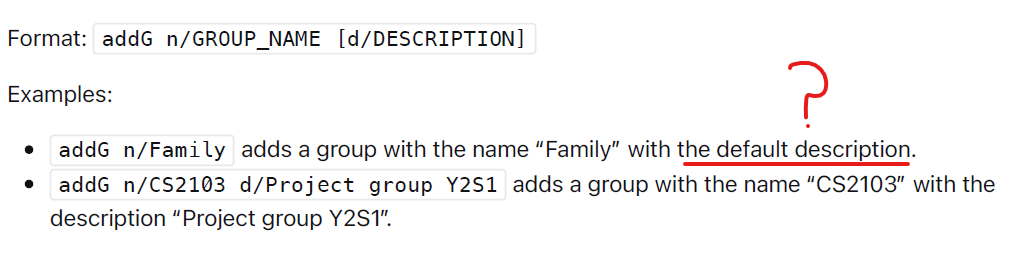 ?
Format: addG n/GROUP_NAME [d/DESCRIPTION]
Examples:
• addG n/Family adds a group with the name “Family” with the default description.
• addG n/CS2103 d/Project group Y2S1 adds a group with the name “CS2103” with the
description “Project group Y2S1”.